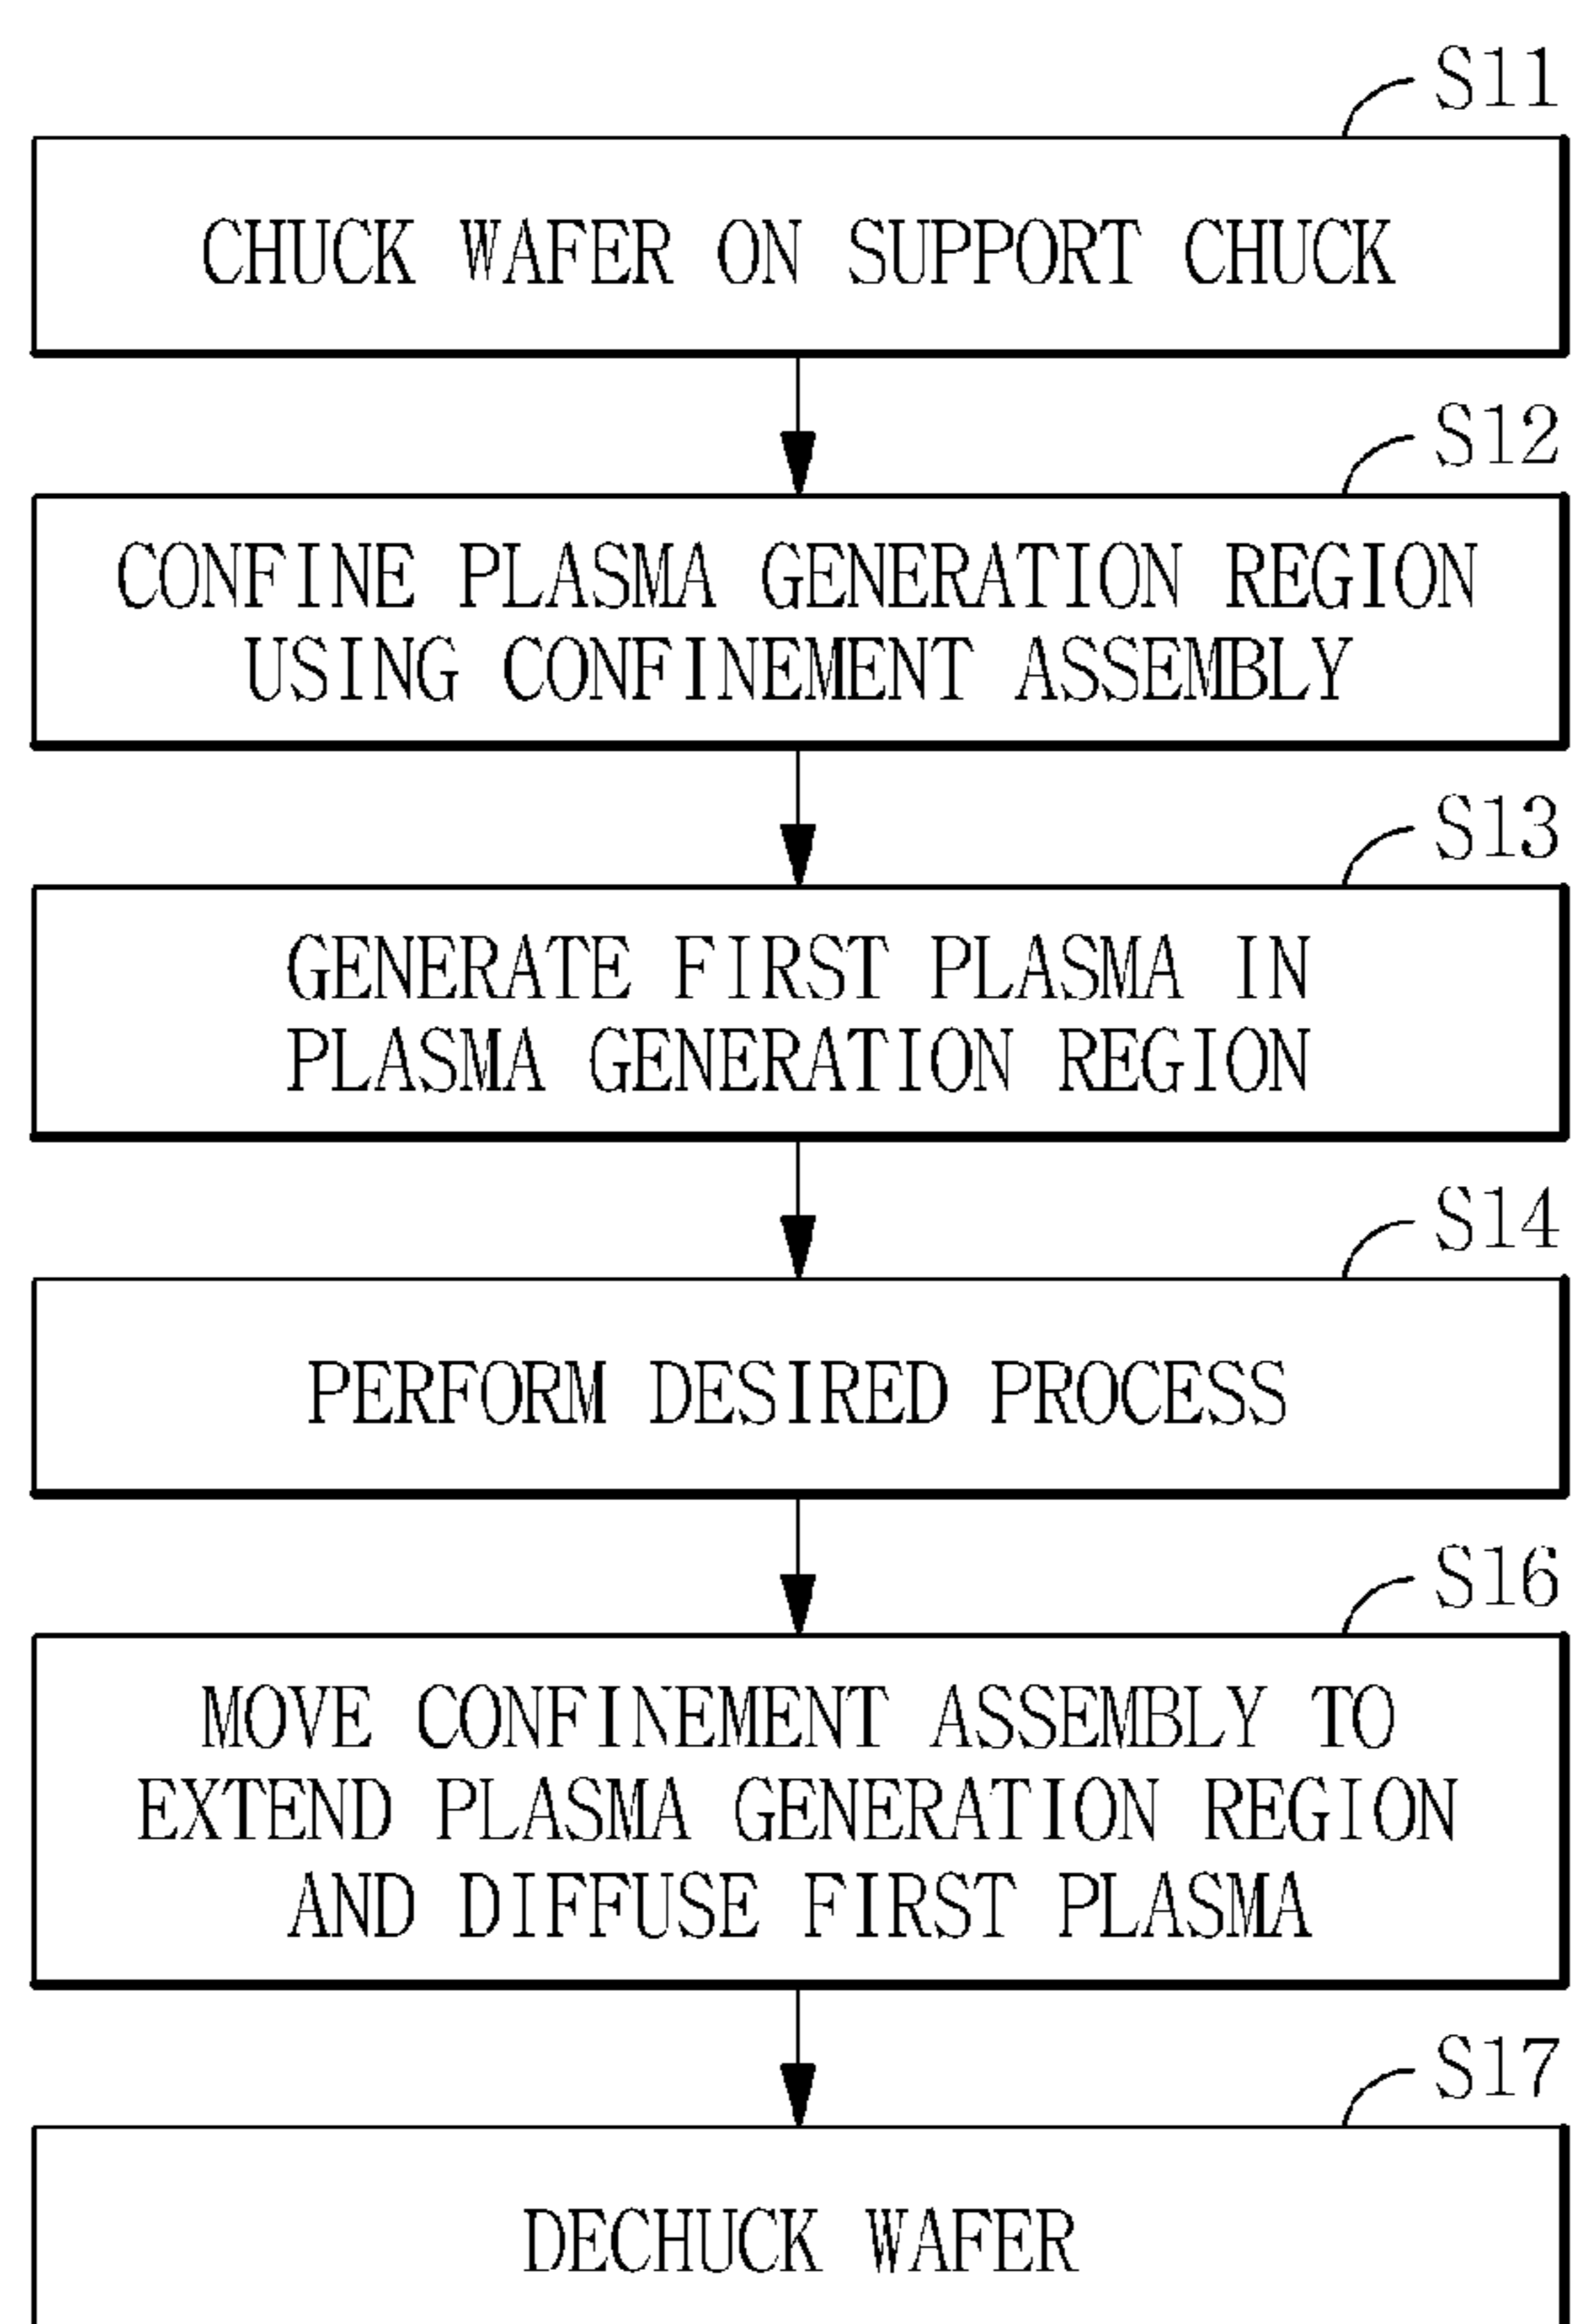 S11
CHUCK WAFER ON SUPPORT CHUCK
S12
CONFINE PLASMA GENERATION REGION
USING CONFINEMENT ASSEMBLY
S13
GENERATE FIRST PLASMA IN
PLASMA GENERATION REGION
S14
PERFORM DESIRED PROCESS
S16
MOVE CONFINEMENT ASSEMBLY TO
EXTEND PLASMA GENERATION REGION
AND DIFFUSE FIRST PLASMA
S17
DECHUCK WAFER